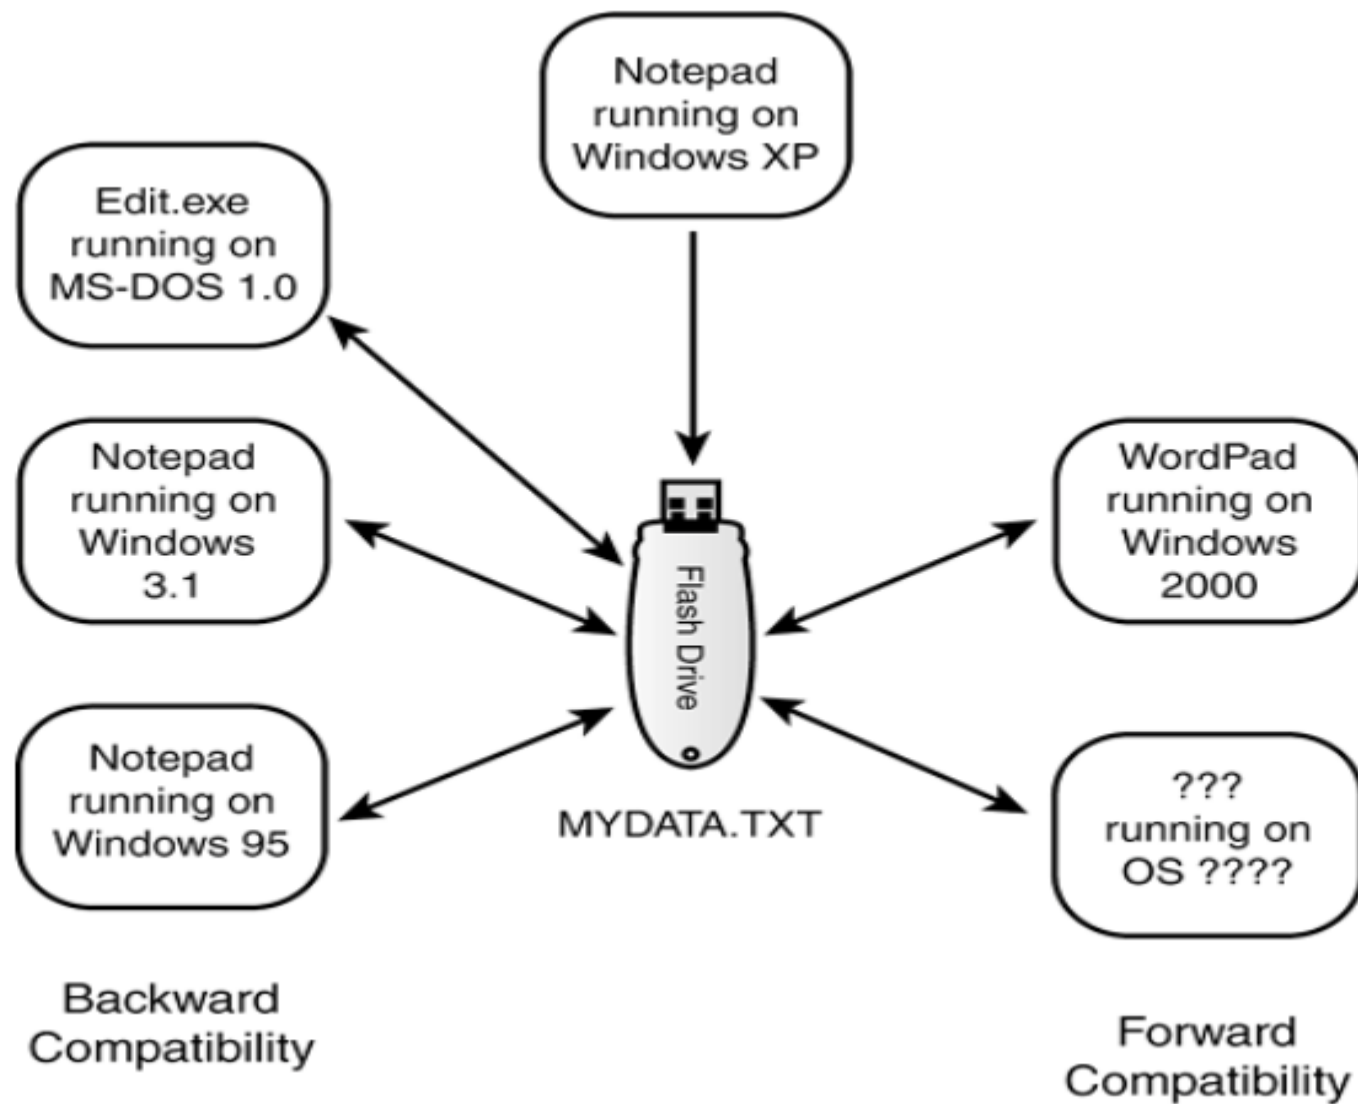 Notepad
running on
Windows XP
Edit.exe
running on
MS-DOS 1.0
Notepad
running on
Windows
3.1
WordPad
running on
Windows
2000
Flash Drive
Notepad
running on
Windows 95
MYDATA.TXT
???
running on
OS ????
Backward
Compatibility
Forward
Compatibility